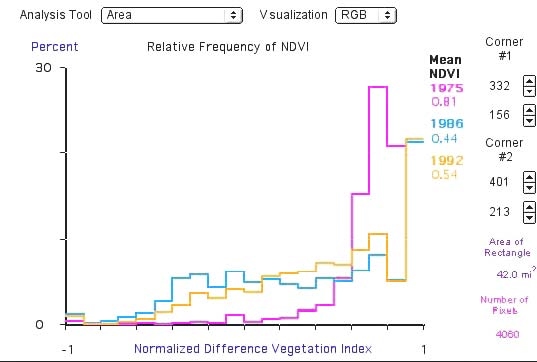 Analysis Tool Area Visualization RGB
Percent Relative Frequency of NDVI
30
0
-1 Normalized Difference Vegetation Index 1
Mean
NDVI
1975
0.81
1986
0.44
1992
0.54
Corner
#1
332
156
Corner
#2
401
213
Area of
Rectangle
42.0 mi²
Number of
Pixels
4060